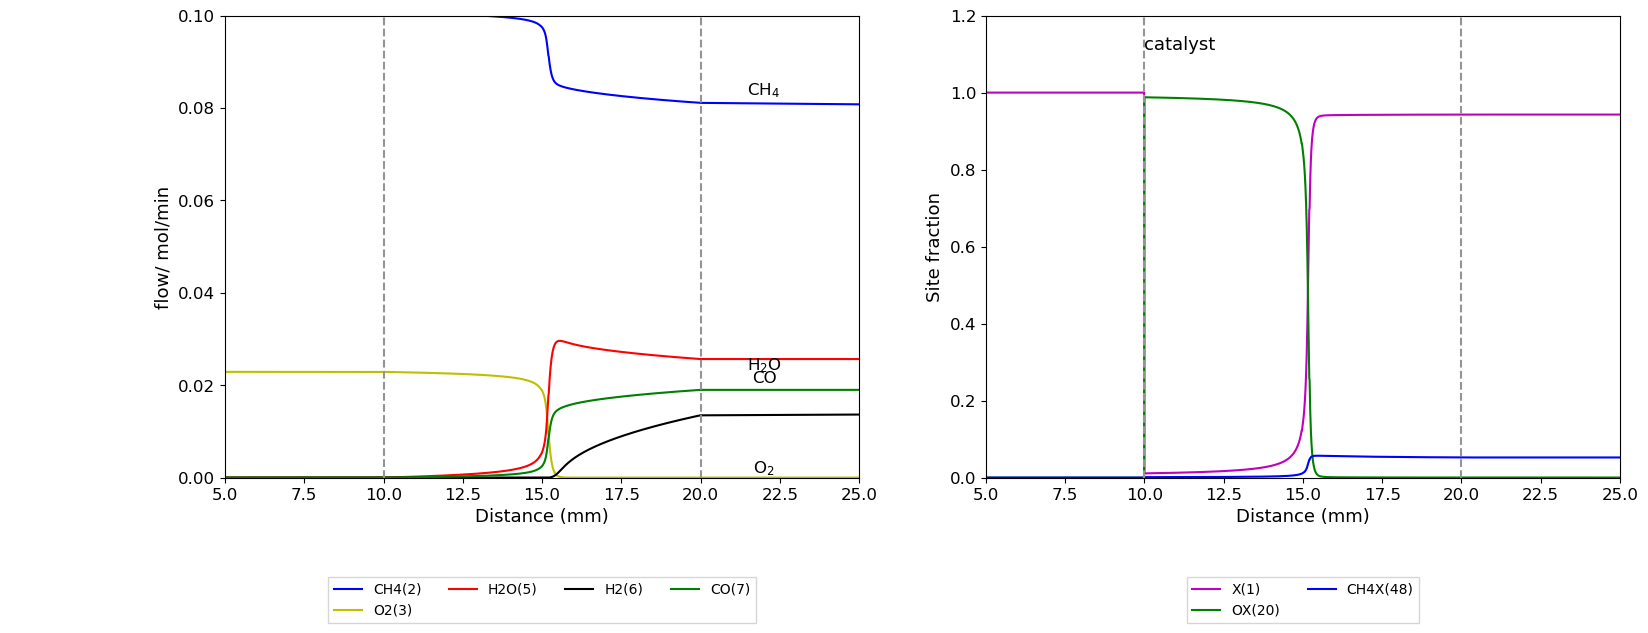 0.10
0.08
0.06
0.04
0.02
0.00
flow/ mol/min
CH₄
H₂O
CO
O₂
5.0 7.5 10.0 12.5 15.0 17.5 20.0 22.5 25.0
Distance (mm)
CH4(2) H2O(5) H2(6) CO(7)
O2(3)
1.2
1.0
0.8
0.6
0.4
0.2
0.0
Site fraction
catalyst
5.0 7.5 10.0 12.5 15.0 17.5 20.0 22.5 25.0
Distance (mm)
X(1) CH4X(48)
OX(20)